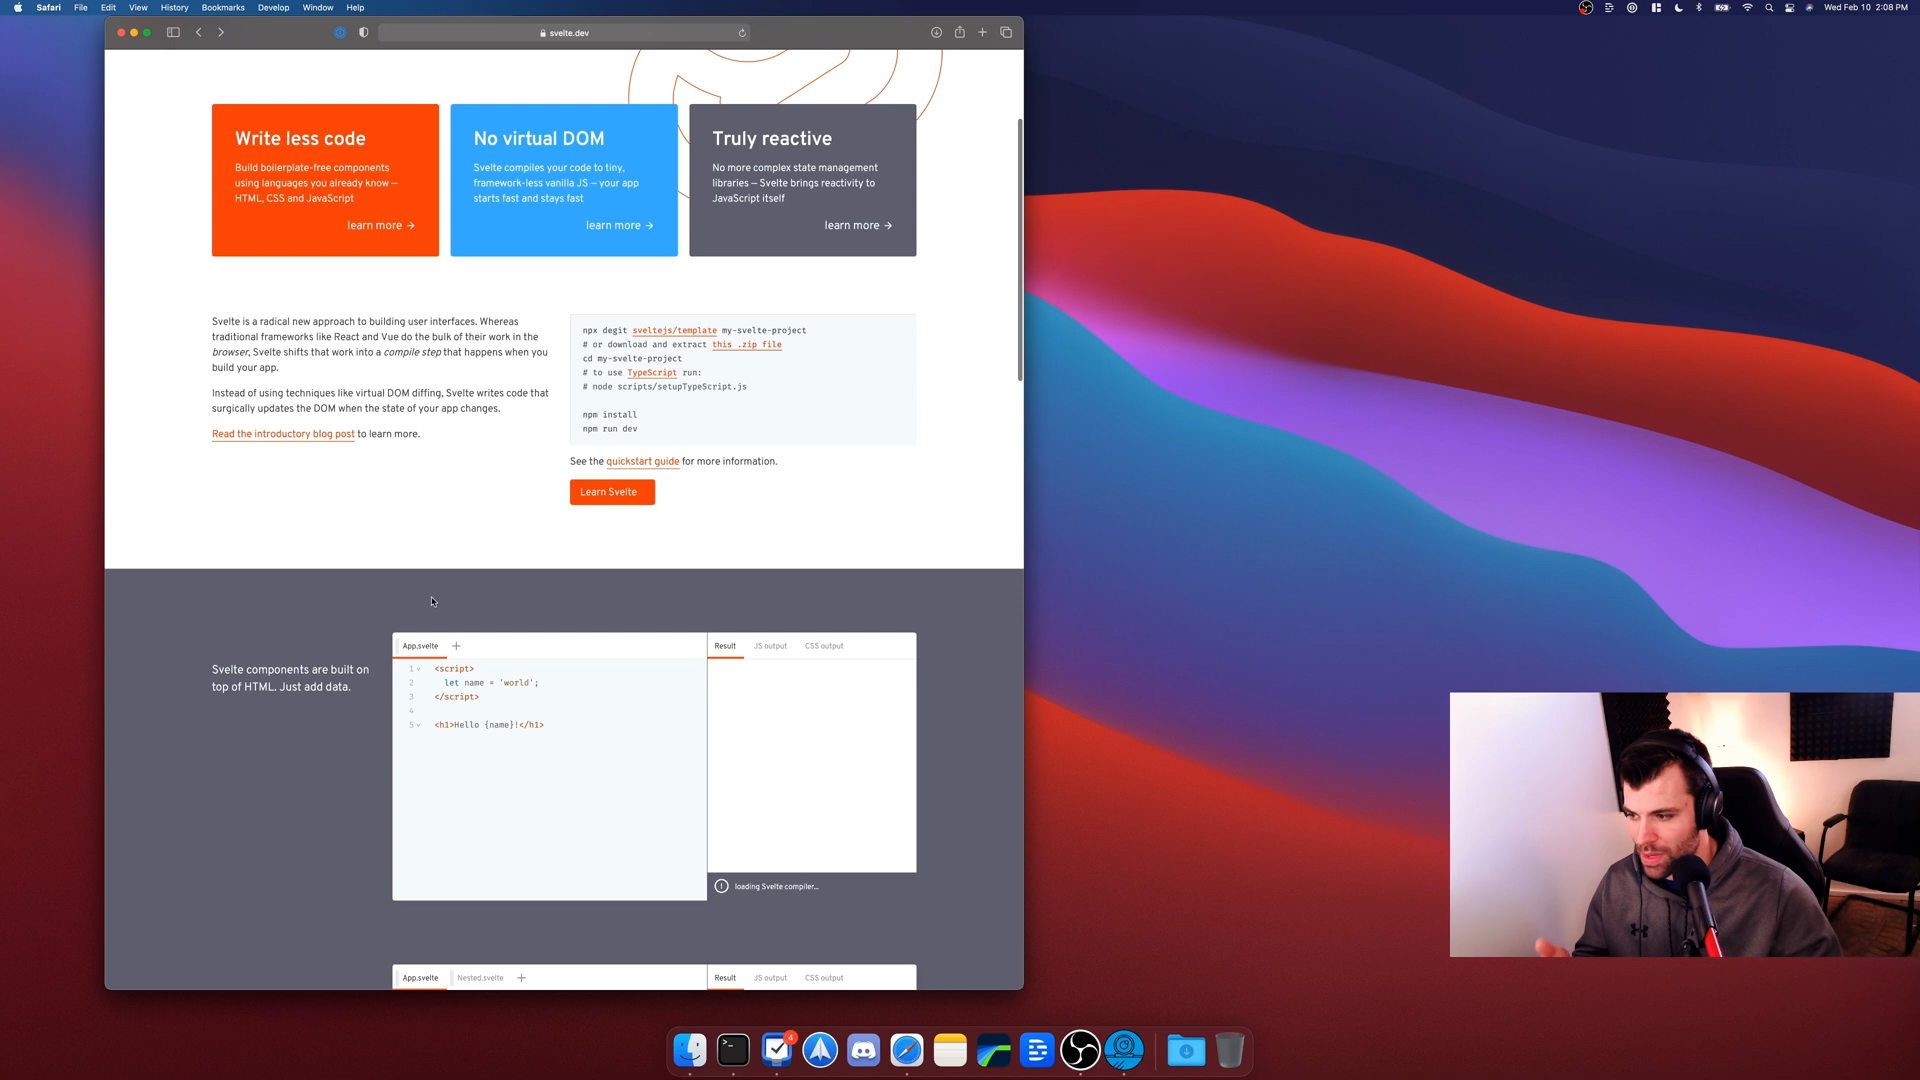 Safari File Edit View History Bookmarks Develop Window Help
Wed Feb 10 2:08 PM
svelte.dev
Write less code
Build boilerplate-free components
using languages you already know —
HTML, CSS and JavaScript
learn more →
No virtual DOM
Svelte compiles your code to tiny,
framework-less vanilla JS — your app
starts fast and stays fast
learn more →
Truly reactive
No more complex state management
libraries — Svelte brings reactivity to
JavaScript itself
learn more →
Svelte is a radical new approach to building user interfaces. Whereas
traditional frameworks like React and Vue do the bulk of their work in the
browser, Svelte shifts that work into a compile step that happens when you
build your app.
Instead of using techniques like virtual DOM diffing, Svelte writes code that
surgically updates the DOM when the state of your app changes.
Read the introductory blog post to learn more.
npx degit sveltejs/template my-svelte-project
# or download and extract this .zip file
cd my-svelte-project
# to use TypeScript run:
# node scripts/setupTypeScript.js
npm install
npm run dev
See the quickstart guide for more information.
Learn Svelte
Svelte components are built on
top of HTML. Just add data.
App.svelte +
1 <script>
2 let name = 'world';
3 </script>
4
5 <h1>Hello {name}!</h1>
Result JS output CSS output
! loading Svelte compiler...
App.svelte Nested.svelte +
Result JS output CSS output
4